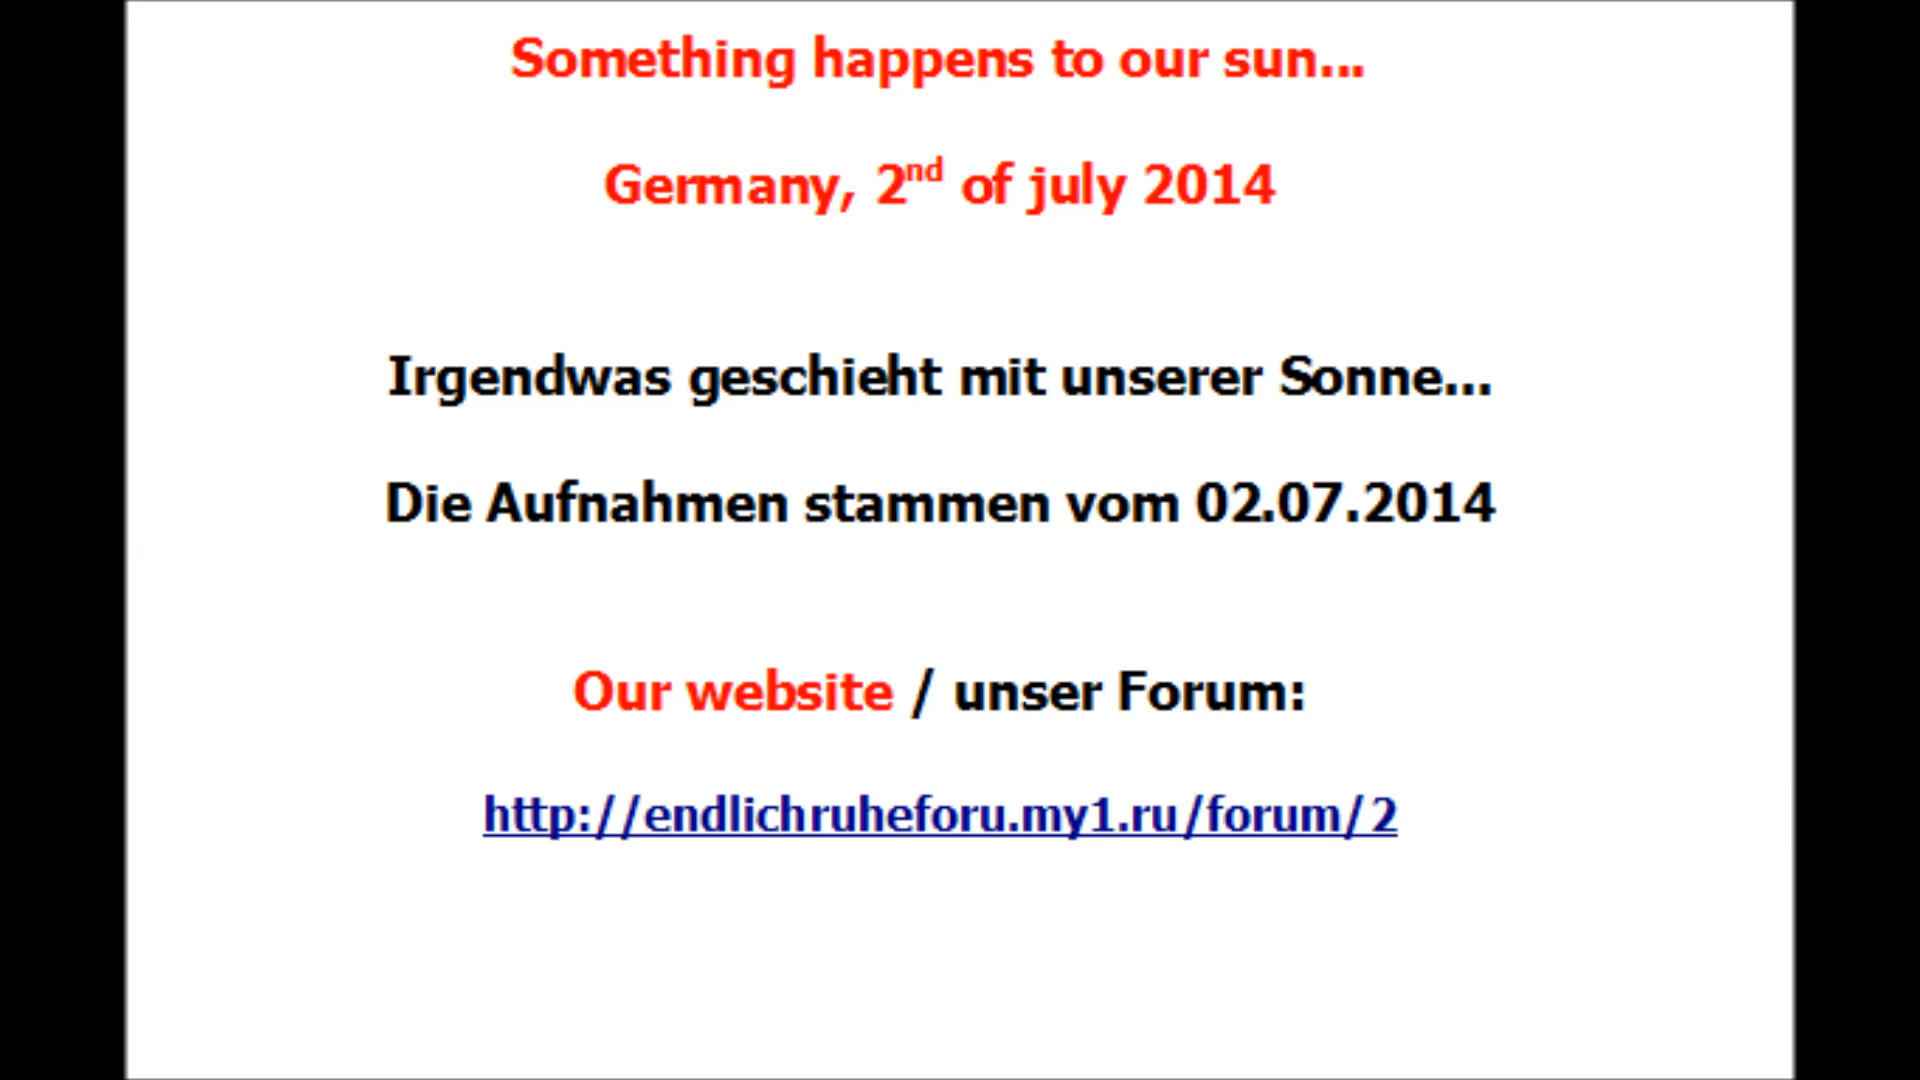 Something happens to our sun...
Germany, 2nd of july 2014
Irgendwas geschieht mit unserer Sonne...
Die Aufnahmen stammen vom 02.07.2014
Our website / unser Forum:
http://endlichruheforu.my1.ru/forum/2